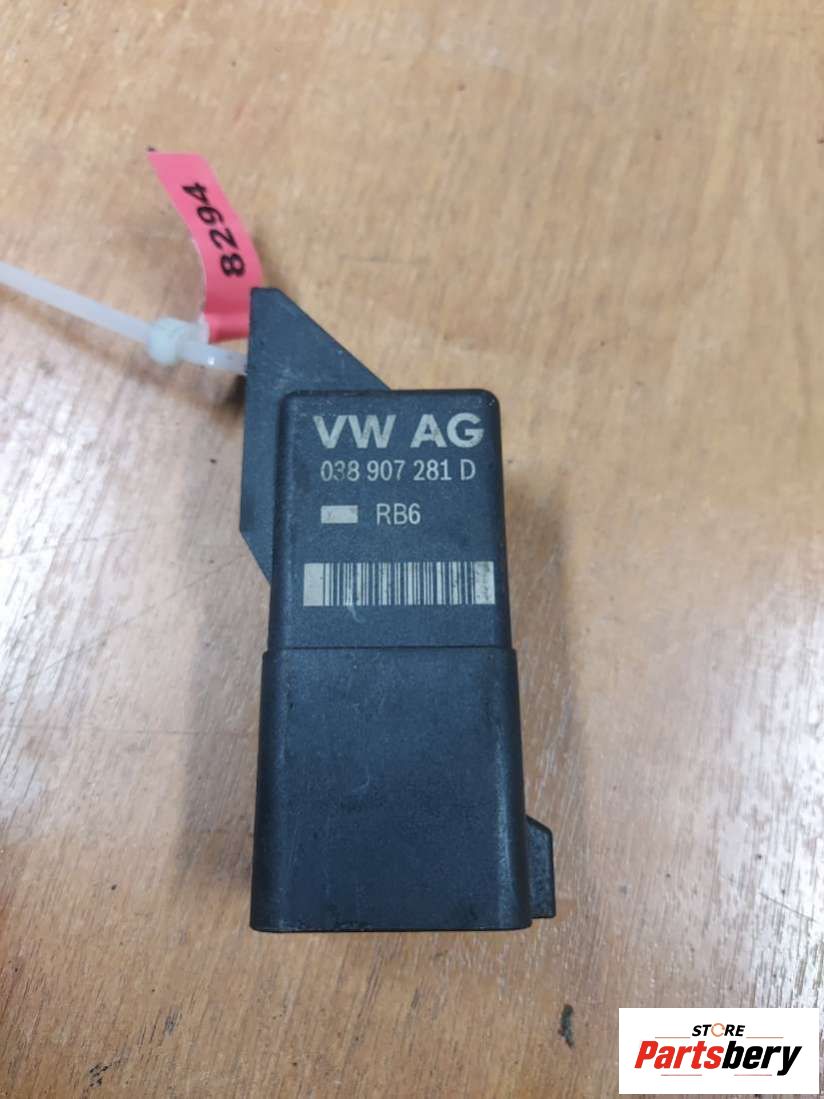 8294
VW AG
038 907 281 D
RB6
STORE
Partsbery